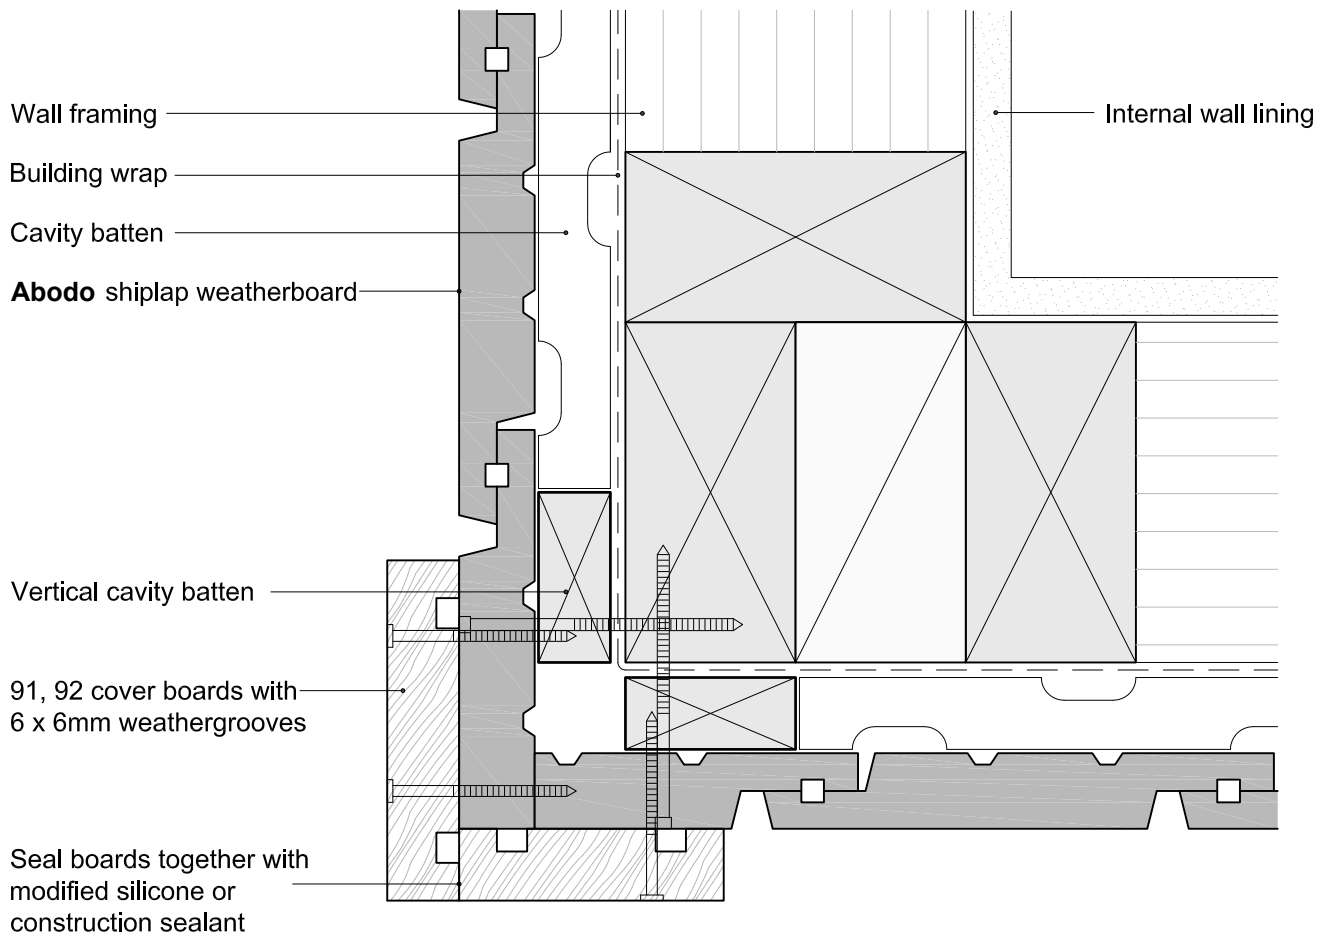 Wall framing
Internal wall lining
Building wrap
Cavity batten
Abodo shiplap weatherboard
Vertical cavity batten
91, 92 cover boards with
6 x 6mm weathergrooves
Seal boards together with
modified silicone or
construction sealant